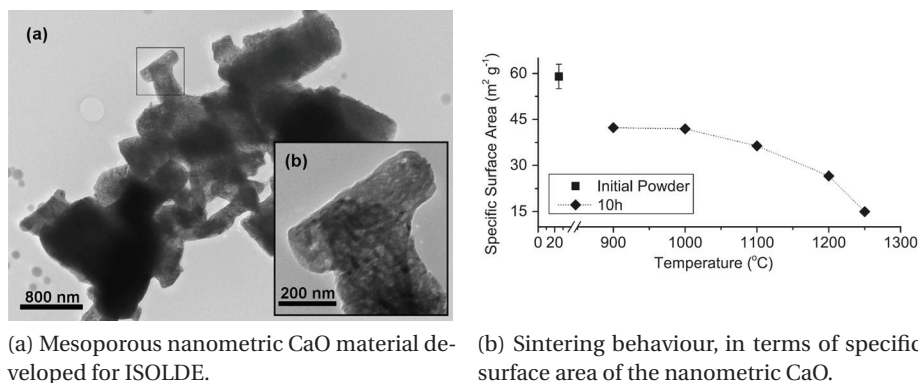 (a)
(b)
800 nm
200 nm
Specific Surface Area (m² g⁻¹)
60
45
30
15
Initial Powder
10h
0 20 900 1000 1100 1200 1300
Temperature (°C)
(a) Mesoporous nanometric CaO material de-
veloped for ISOLDE.
(b) Sintering behaviour, in terms of specific
surface area of the nanometric CaO.